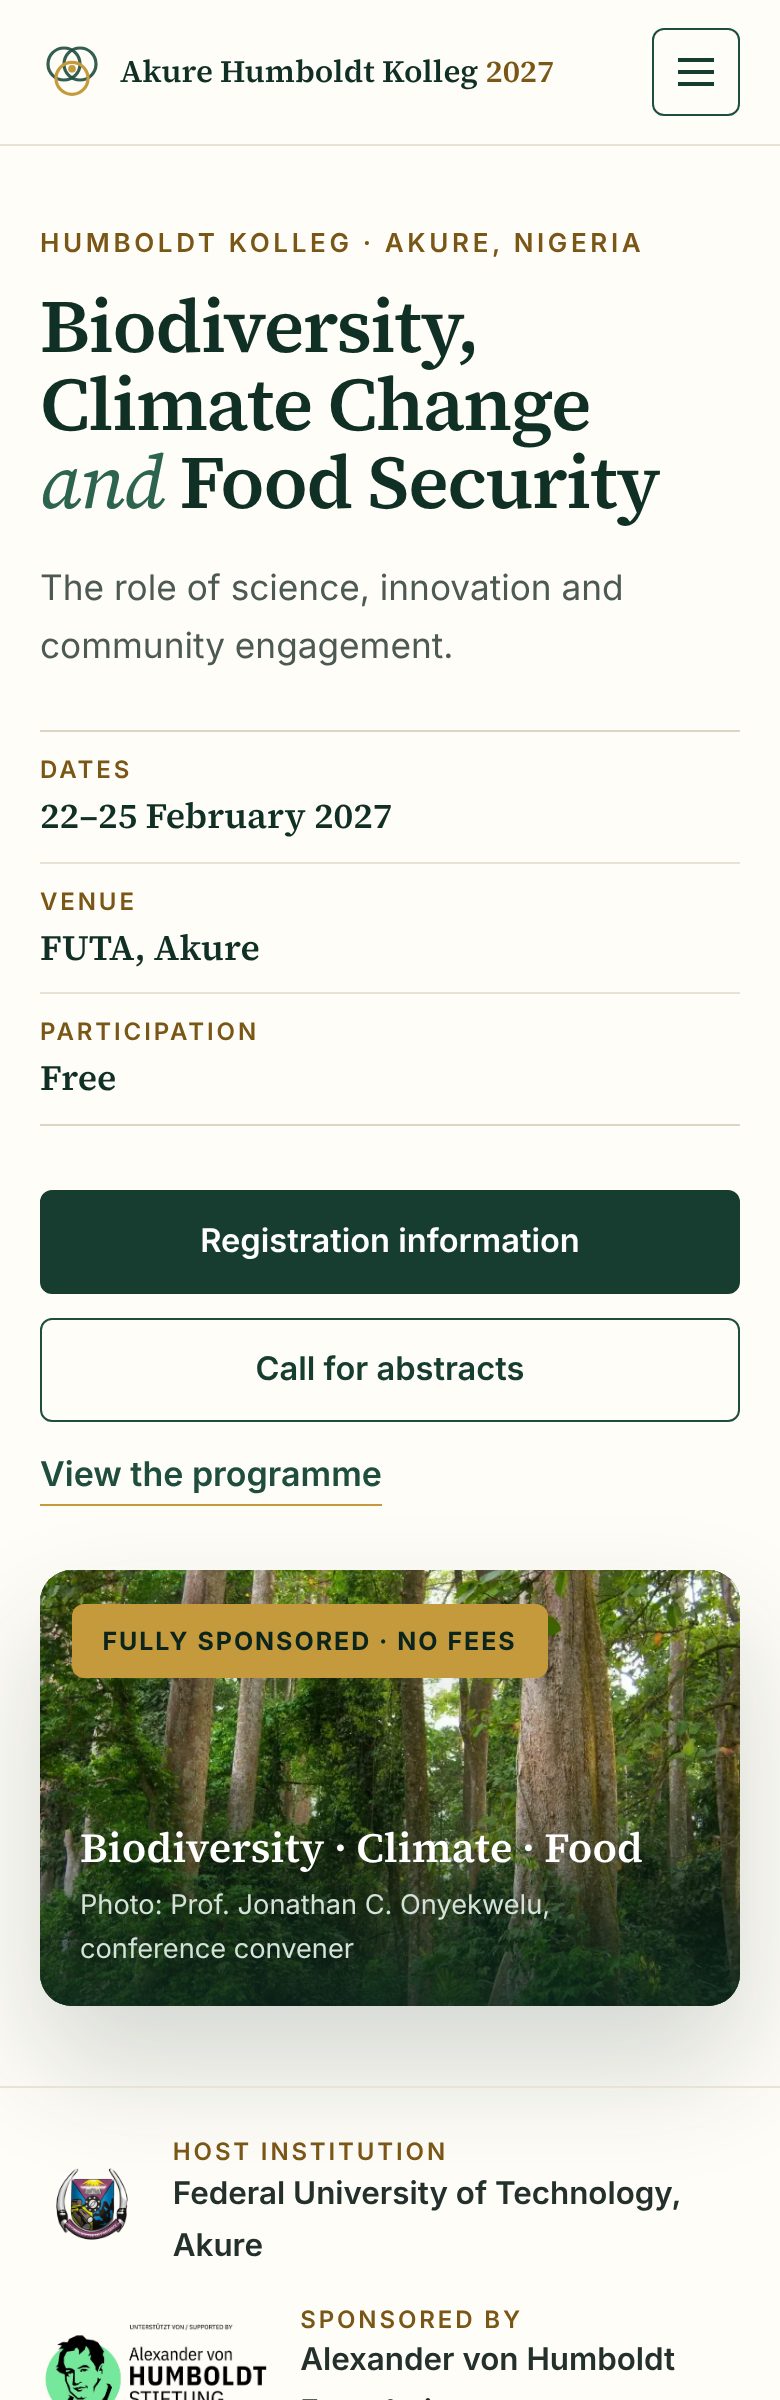 Akure Humboldt Kolleg 2027
HUMBOLDT KOLLEG · AKURE, NIGERIA
Biodiversity,
Climate Change
and Food Security
The role of science, innovation and
community engagement.
DATES
22–25 February 2027
VENUE
FUTA, Akure
PARTICIPATION
Free
Registration information
Call for abstracts
View the programme
FULLY SPONSORED · NO FEES
Biodiversity · Climate · Food
Photo: Prof. Jonathan C. Onyekwelu,
conference convener
HOST INSTITUTION
Federal University of Technology,
Akure
UNTERSTÜTZT VON / SUPPORTED BY
Alexander von
HUMBOLDT
STIFTUNG
SPONSORED BY
Alexander von Humboldt